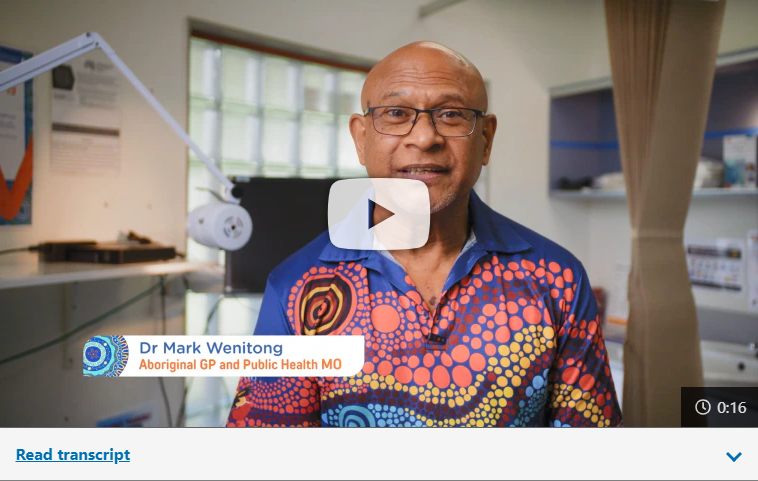 Dr Mark Wenitong
Aboriginal GP and Public Health MO
0:16
Read transcript